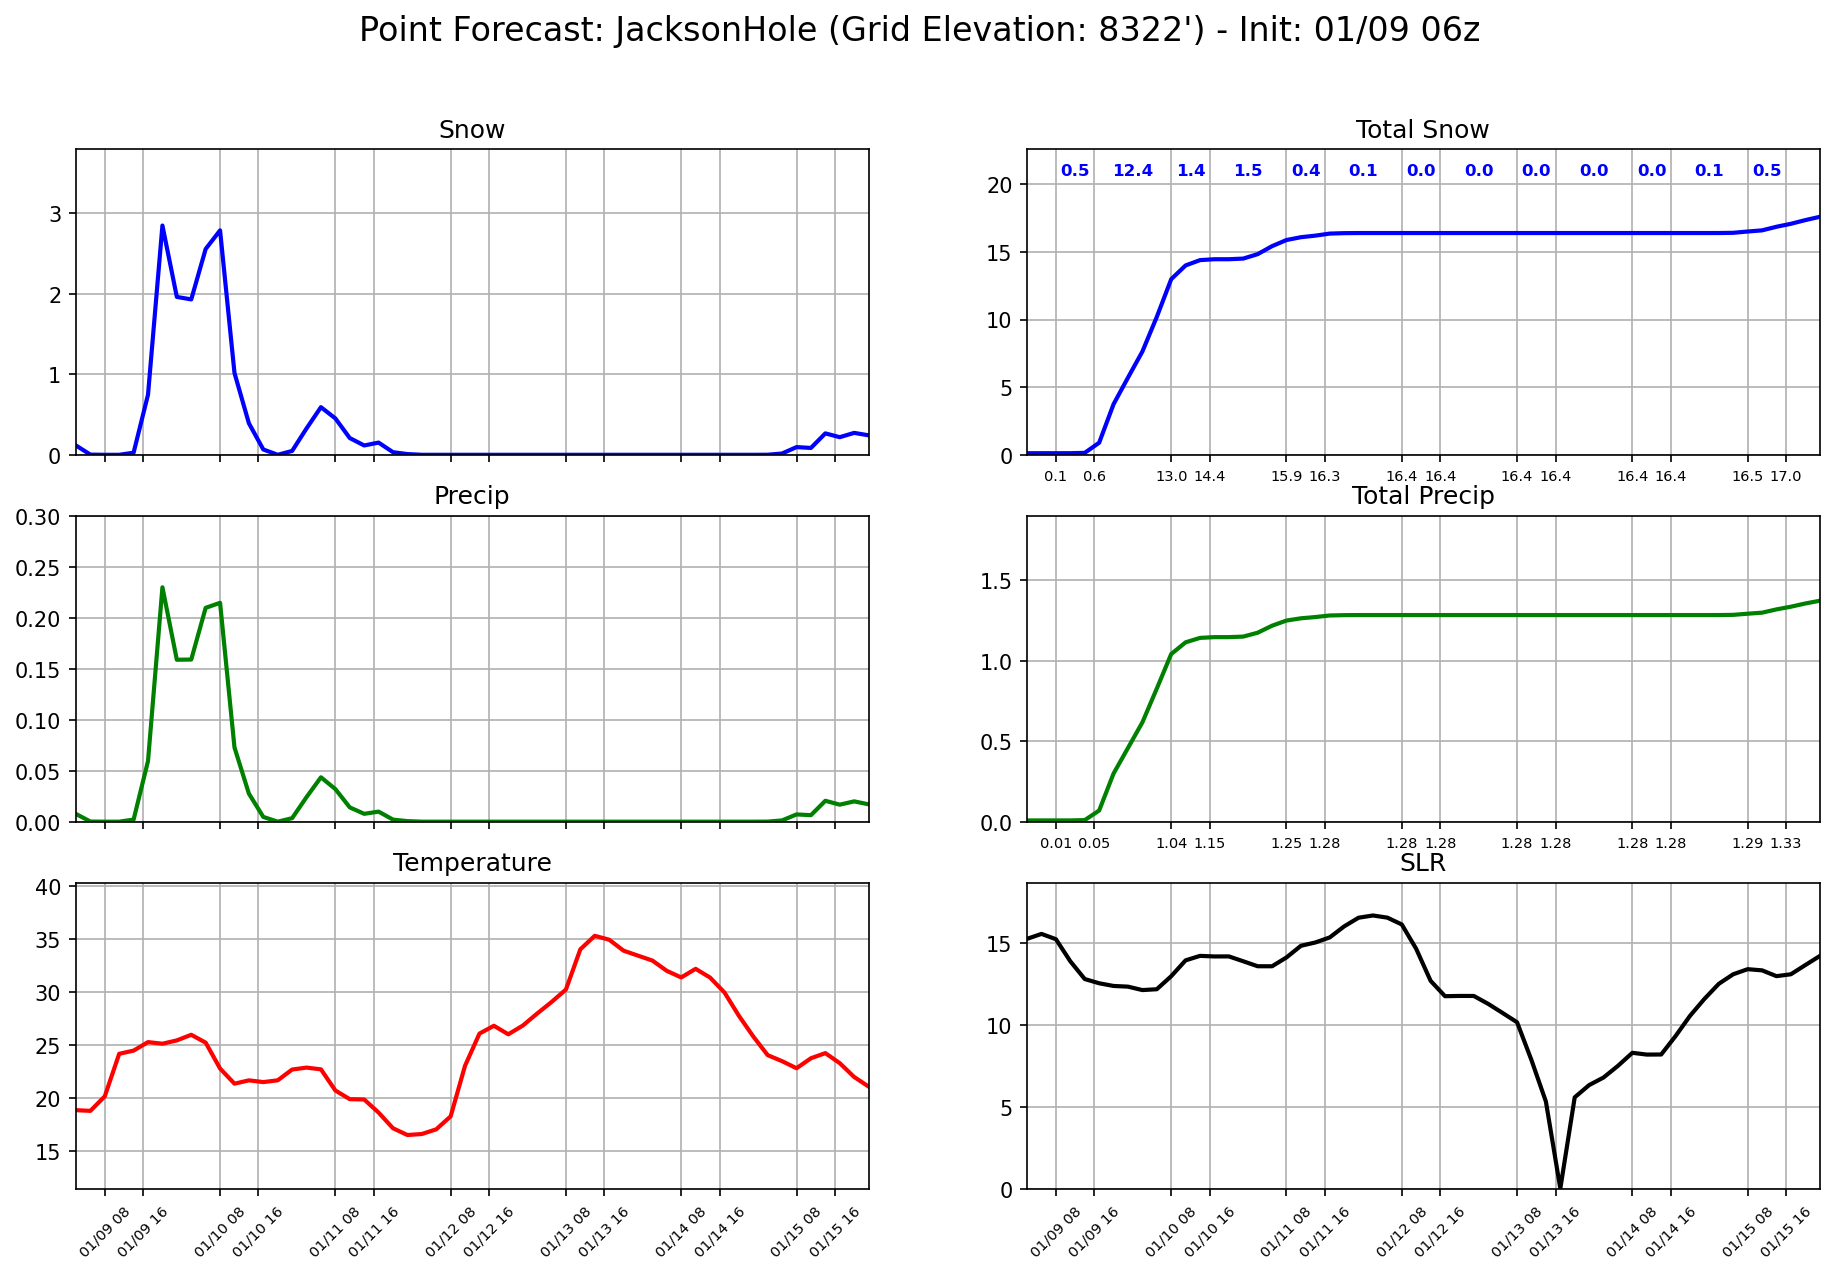 Point Forecast: JacksonHole (Grid Elevation: 8322') - Init: 01/09 06z
Snow
3
2
1
0
Total Snow
0.5 12.4 1.4 1.5 0.4 0.1 0.0 0.0 0.0 0.0 0.0 0.1 0.5
20
15
10
5
0
0.1 0.6 13.0 14.4 15.9 16.3 16.4 16.4 16.4 16.4 16.4 16.4 16.5 17.0
Precip
0.30
0.25
0.20
0.15
0.10
0.05
0.00
Total Precip
1.5
1.0
0.5
0.0
0.01 0.05 1.04 1.15 1.25 1.28 1.28 1.28 1.28 1.28 1.28 1.28 1.29 1.33
Temperature
40
35
30
25
20
15
01/09 08 01/09 16 01/10 08 01/10 16 01/11 08 01/11 16 01/12 08 01/12 16 01/13 08 01/13 16 01/14 08 01/14 16 01/15 08 01/15 16
SLR
15
10
5
0
01/09 08 01/09 16 01/10 08 01/10 16 01/11 08 01/11 16 01/12 08 01/12 16 01/13 08 01/13 16 01/14 08 01/14 16 01/15 08 01/15 16